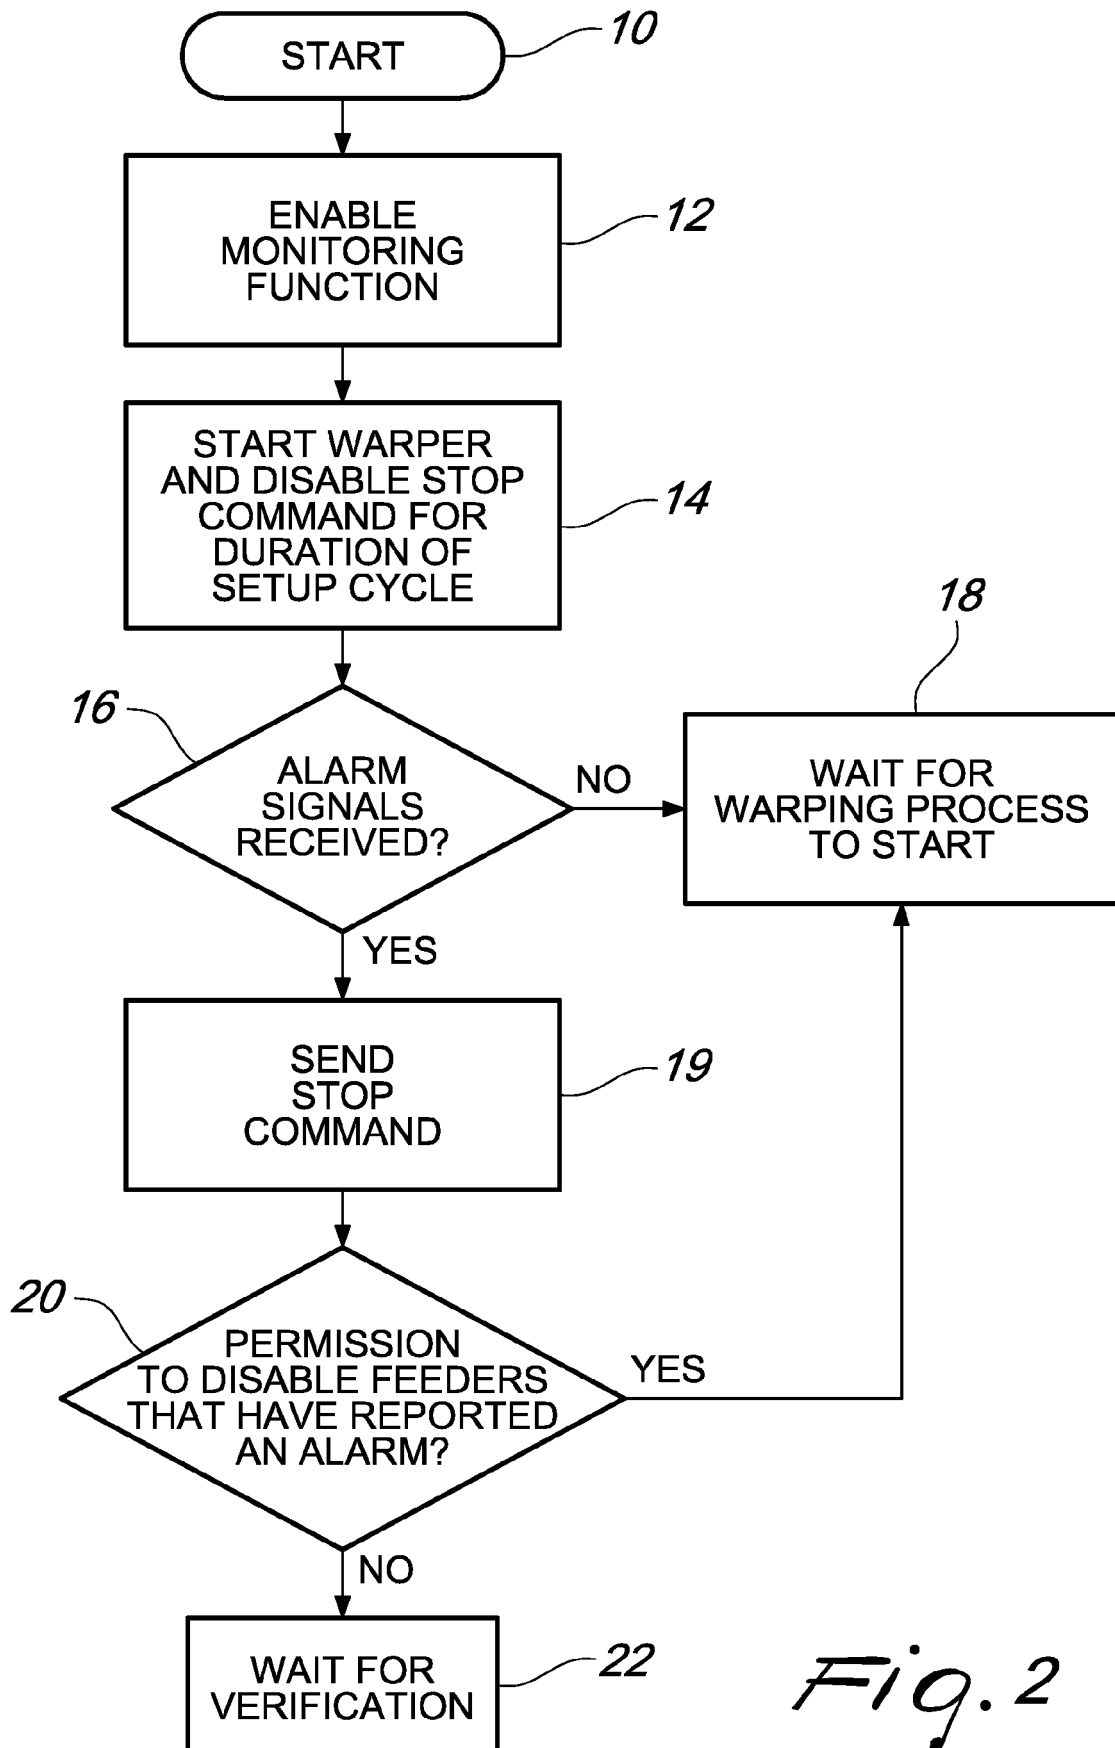 START
10
ENABLE
MONITORING
FUNCTION
12
START WARPER
AND DISABLE STOP
COMMAND FOR
DURATION OF
SETUP CYCLE
14
16
ALARM
SIGNALS
RECEIVED?
NO
18
WAIT FOR
WARPING PROCESS
TO START
YES
SEND
STOP
COMMAND
19
20
PERMISSION
TO DISABLE FEEDERS
THAT HAVE REPORTED
AN ALARM?
YES
NO
WAIT FOR
VERIFICATION
22
Fig. 2